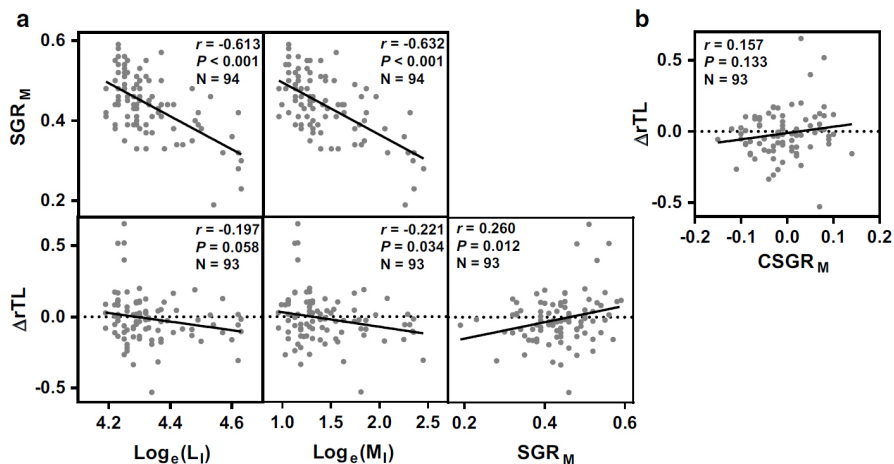 a
b
0.6
0.4
0.2
SGR M
r = -0.613
P < 0.001
N = 94
r = -0.632
P < 0.001
N = 94
0.5
0.0
-0.5
ΔrTL
r = -0.197
P = 0.058
N = 93
r = -0.221
P = 0.034
N = 93
r = 0.260
P = 0.012
N = 93
4.2 4.4 4.6
1.0 1.5 2.0 2.5
0.2 0.4 0.6
Log e (L I)
Log e (M I)
SGR M
r = 0.157
P = 0.133
N = 93
0.5
0.0
-0.5
ΔrTL
-0.2 -0.1 0.0 0.1 0.2
CSGR M